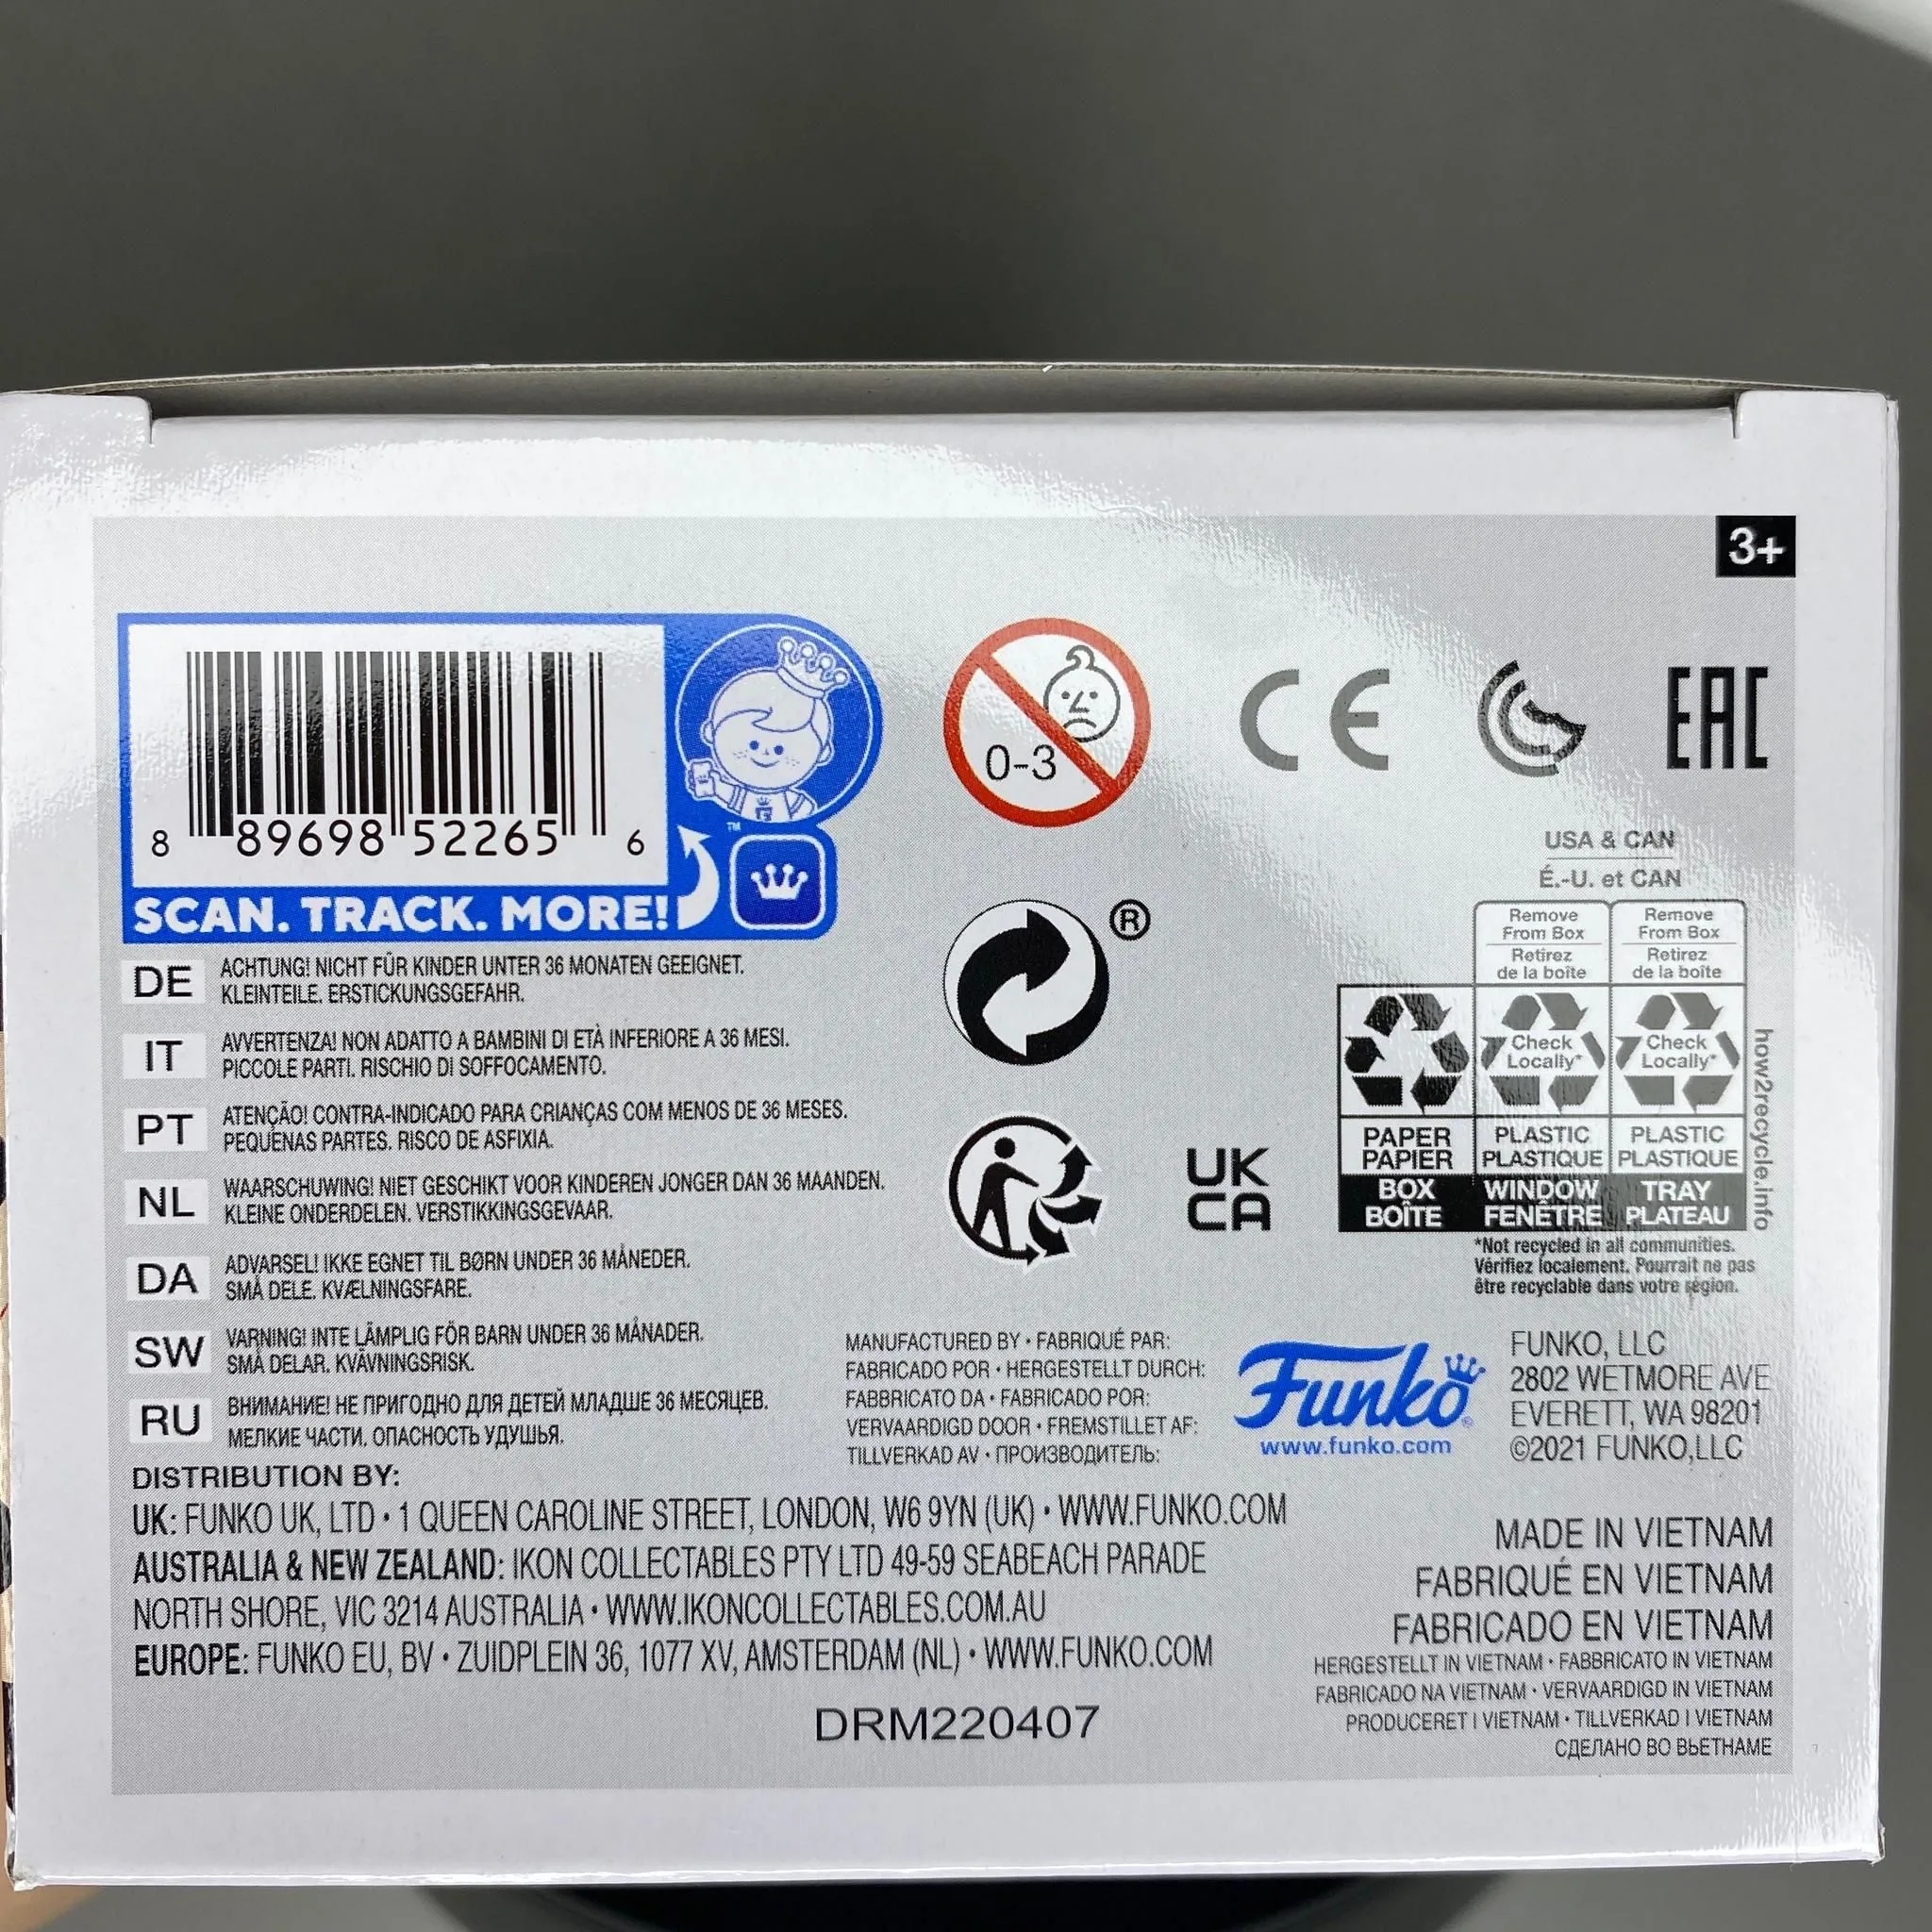 3+
8 89698 52265 6
™
SCAN. TRACK. MORE!
0-3
CE
EAC
®
UK
CA
USA & CAN
É.-U. et CAN
Remove From Box
Retirez de la boîte
Remove From Box
Retirez de la boîte
Check Locally*
Check Locally*
PAPER PAPIER
PLASTIC PLASTIQUE
PLASTIC PLASTIQUE
BOX BOÎTE
WINDOW FENÊTRE
TRAY PLATEAU
how2recycle.info
*Not recycled in all communities.
Vérifiez localement. Pourrait ne pas
être recyclable dans votre région.
DE ACHTUNG! NICHT FÜR KINDER UNTER 36 MONATEN GEEIGNET.
KLEINTEILE. ERSTICKUNGSGEFAHR.
IT AVVERTENZA! NON ADATTO A BAMBINI DI ETÀ INFERIORE A 36 MESI.
PICCOLE PARTI. RISCHIO DI SOFFOCAMENTO.
PT ATENÇÃO! CONTRA-INDICADO PARA CRIANÇAS COM MENOS DE 36 MESES.
PEQUENAS PARTES. RISCO DE ASFIXIA.
NL WAARSCHUWING! NIET GESCHIKT VOOR KINDEREN JONGER DAN 36 MAANDEN.
KLEINE ONDERDELEN. VERSTIKKINGSGEVAAR.
DA ADVARSEL! IKKE EGNET TIL BØRN UNDER 36 MÅNEDER.
SMÅ DELE. KVÆLNINGSFARE.
SW VARNING! INTE LÄMPLIG FÖR BARN UNDER 36 MÅNADER.
SMÅ DELAR. KVÄVNINGSRISK.
RU ВНИМАНИЕ! НЕ ПРИГОДНО ДЛЯ ДЕТЕЙ МЛАДШЕ 36 МЕСЯЦЕВ.
МЕЛКИЕ ЧАСТИ. ОПАСНОСТЬ УДУШЬЯ.
MANUFACTURED BY • FABRIQUÉ PAR:
FABRICADO POR • HERGESTELLT DURCH:
FABBRICATO DA • FABRICADO POR:
VERVAARDIGD DOOR • FREMSTILLET AF:
TILLVERKAD AV • ПРОИЗВОДИТЕЛЬ:
Funko®
www.funko.com
FUNKO, LLC
2802 WETMORE AVE
EVERETT, WA 98201
©2021 FUNKO,LLC
DISTRIBUTION BY:
UK: FUNKO UK, LTD • 1 QUEEN CAROLINE STREET, LONDON, W6 9YN (UK) • WWW.FUNKO.COM
AUSTRALIA & NEW ZEALAND: IKON COLLECTABLES PTY LTD 49-59 SEABEACH PARADE
NORTH SHORE, VIC 3214 AUSTRALIA • WWW.IKONCOLLECTABLES.COM.AU
EUROPE: FUNKO EU, BV • ZUIDPLEIN 36, 1077 XV, AMSTERDAM (NL) • WWW.FUNKO.COM
DRM220407
MADE IN VIETNAM
FABRIQUÉ EN VIETNAM
FABRICADO EN VIETNAM
HERGESTELLT IN VIETNAM • FABBRICATO IN VIETNAM
FABRICADO NA VIETNAM • VERVAARDIGD IN VIETNAM
PRODUCERET I VIETNAM • TILLVERKAD I VIETNAM
СДЕЛАНО ВО ВЬЕТНАМЕ